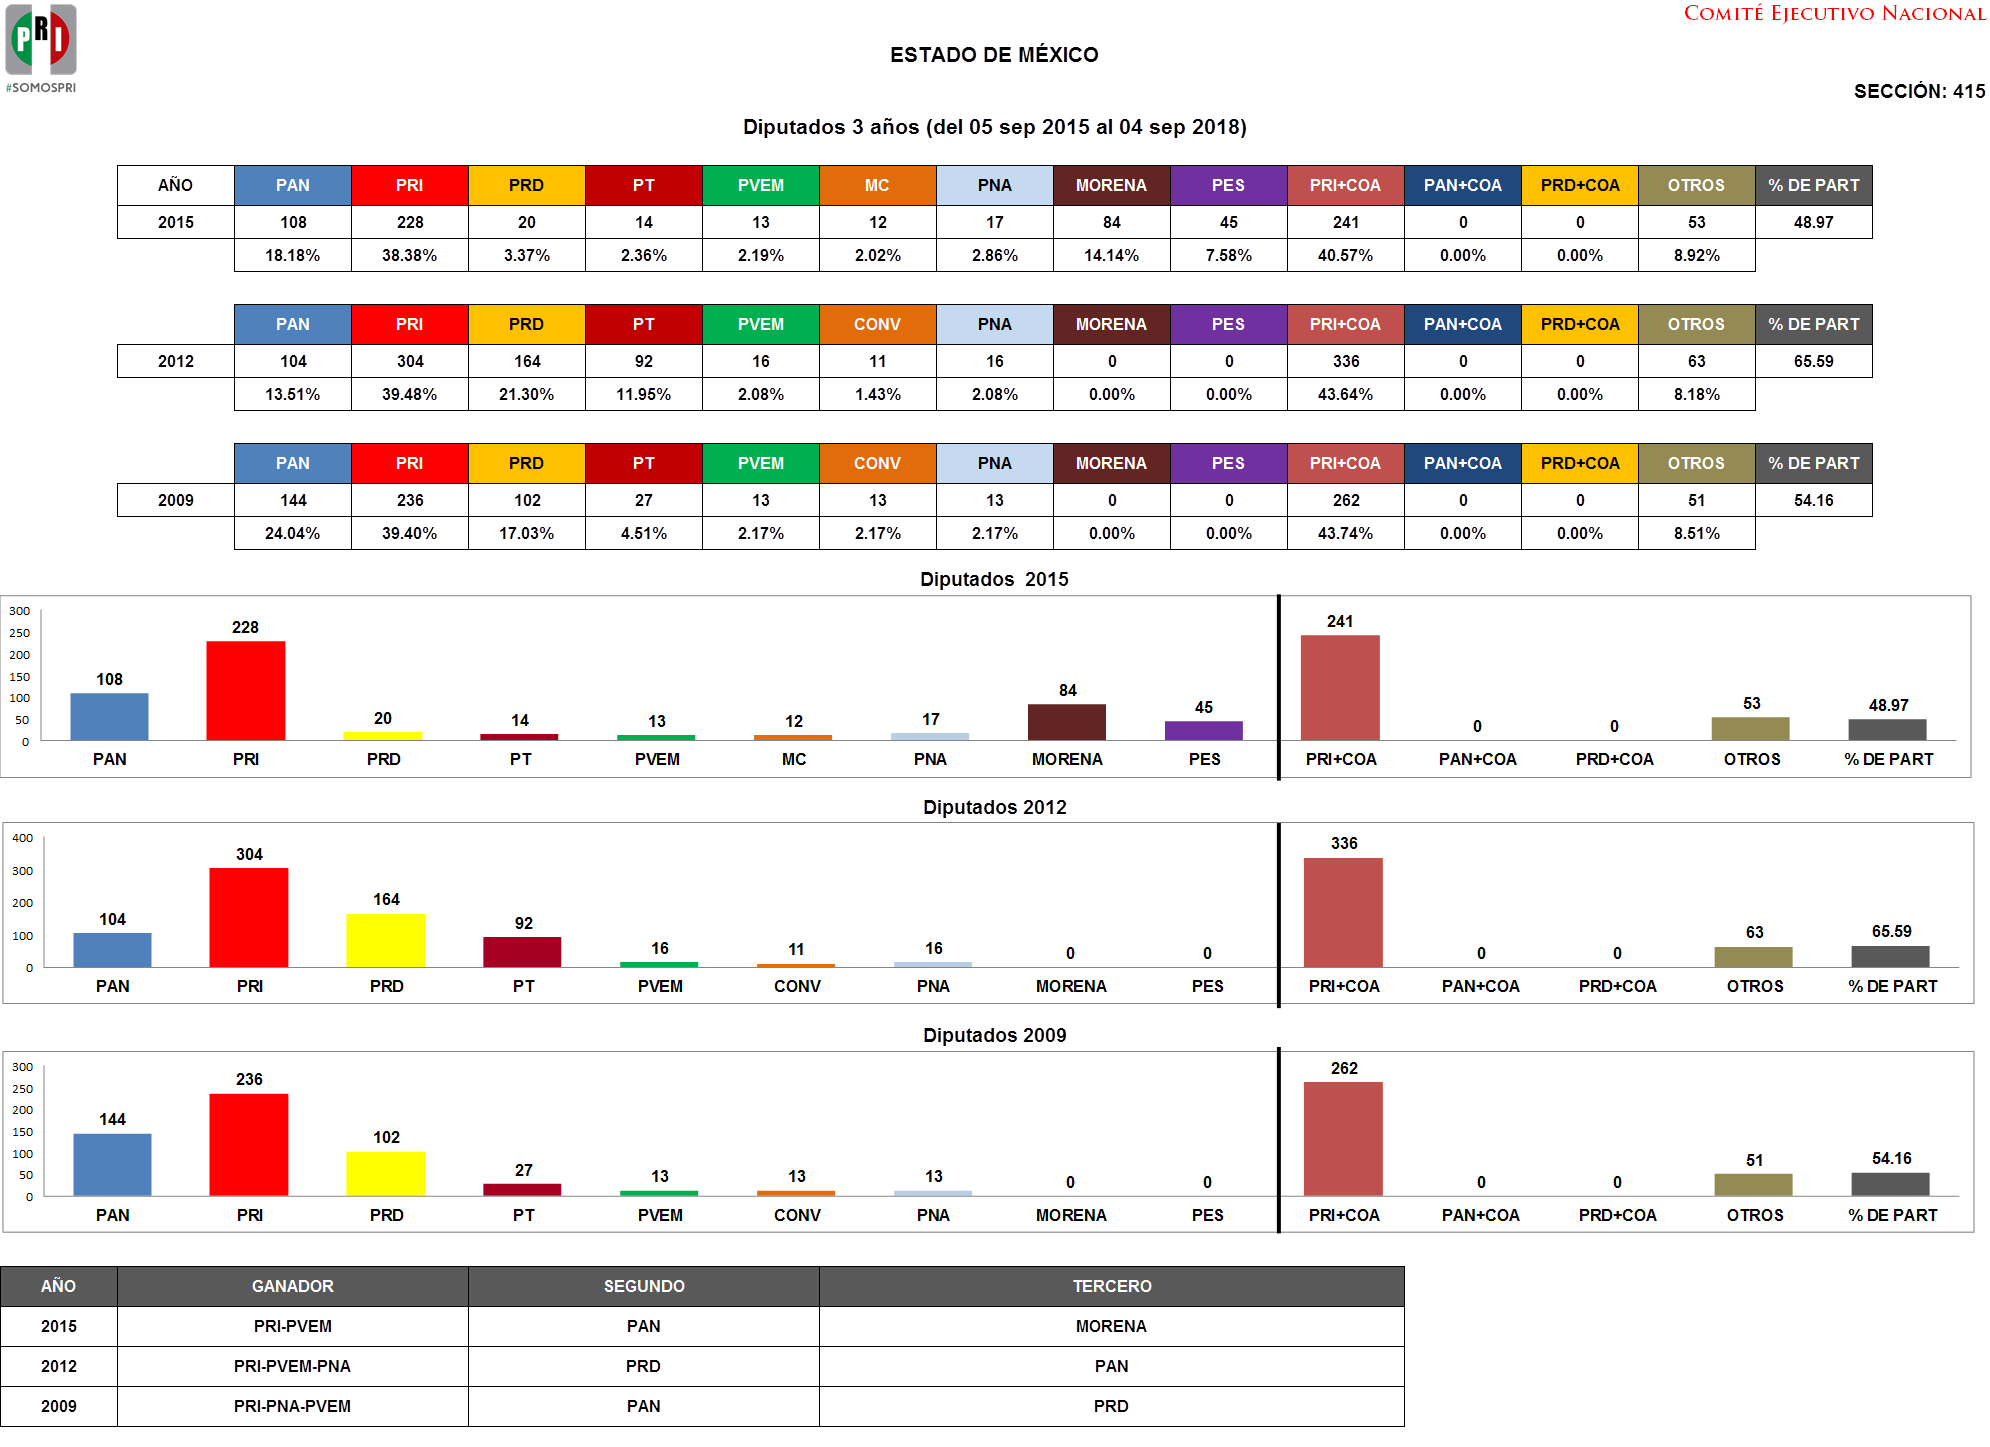 PRI
#SOMOSPRI
COMITÉ EJECUTIVO NACIONAL
ESTADO DE MÉXICO
SECCIÓN: 415
Diputados 3 años (del 05 sep 2015 al 04 sep 2018)
AÑO PAN PRI PRD PT PVEM MC PNA MORENA PES PRI+COA PAN+COA PRD+COA OTROS % DE PART
2015 108 228 20 14 13 12 17 84 45 241 0 0 53 48.97
18.18% 38.38% 3.37% 2.36% 2.19% 2.02% 2.86% 14.14% 7.58% 40.57% 0.00% 0.00% 8.92%
PAN PRI PRD PT PVEM CONV PNA MORENA PES PRI+COA PAN+COA PRD+COA OTROS % DE PART
2012 104 304 164 92 16 11 16 0 0 336 0 0 63 65.59
13.51% 39.48% 21.30% 11.95% 2.08% 1.43% 2.08% 0.00% 0.00% 43.64% 0.00% 0.00% 8.18%
PAN PRI PRD PT PVEM CONV PNA MORENA PES PRI+COA PAN+COA PRD+COA OTROS % DE PART
2009 144 236 102 27 13 13 13 0 0 262 0 0 51 54.16
24.04% 39.40% 17.03% 4.51% 2.17% 2.17% 2.17% 0.00% 0.00% 43.74% 0.00% 0.00% 8.51%
Diputados 2015
300
250
200
150
100
50
0
108 228 20 14 13 12 17 84 45 241 0 0 53 48.97
PAN PRI PRD PT PVEM MC PNA MORENA PES PRI+COA PAN+COA PRD+COA OTROS % DE PART
Diputados 2012
400
300
200
100
0
104 304 164 92 16 11 16 0 0 336 0 0 63 65.59
PAN PRI PRD PT PVEM CONV PNA MORENA PES PRI+COA PAN+COA PRD+COA OTROS % DE PART
Diputados 2009
300
250
200
150
100
50
0
144 236 102 27 13 13 13 0 0 262 0 0 51 54.16
PAN PRI PRD PT PVEM CONV PNA MORENA PES PRI+COA PAN+COA PRD+COA OTROS % DE PART
AÑO GANADOR SEGUNDO TERCERO
2015 PRI-PVEM PAN MORENA
2012 PRI-PVEM-PNA PRD PAN
2009 PRI-PNA-PVEM PAN PRD